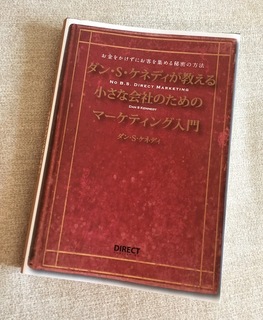 お金をかけずにお客を集める秘密の方法
ダン・S・ケネディが教える
NO B.S. DIRECT MARKETING
小さな会社のための
DAN S KENNEDY
マーケティング入門
ダン・S・ケネディ
DIRECT